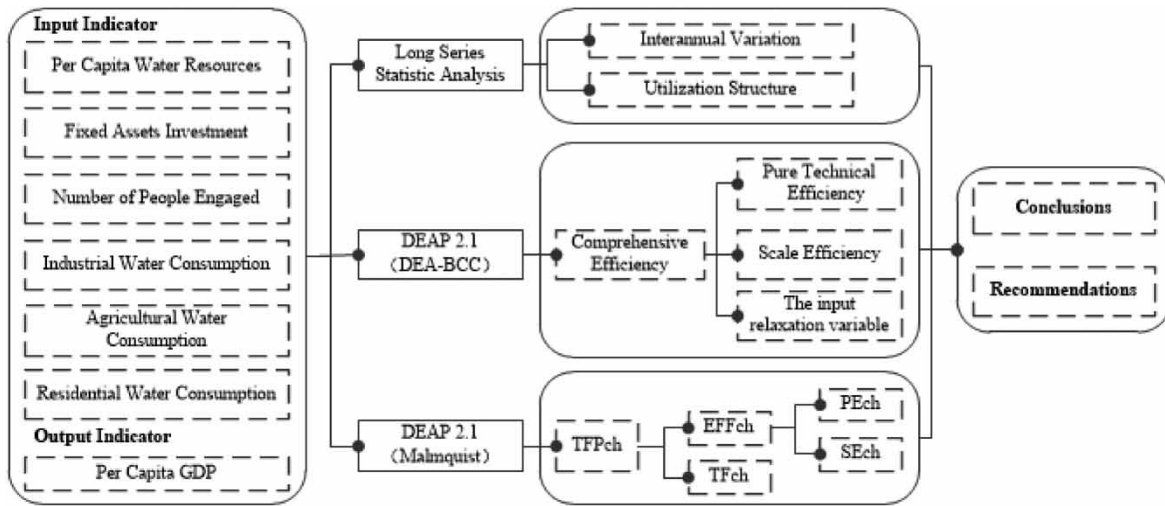 Input Indicator
Per Capita Water Resources
Fixed Assets Investment
Number of People Engaged
Industrial Water Consumption
Agricultural Water
Consumption
Residential Water Consumption
Output Indicator
Per Capita GDP
Long Series
Statistic Analysis
DEAP 2.1
（DEA-BCC）
DEAP 2.1
（Malmquist）
Interannual Variation
Utilization Structure
Comprehensive
Efficiency
Pure Technical
Efficiency
Scale Efficiency
The input
relaxation variable
TFPch
EFFch
TFch
PEch
SEch
Conclusions
Recommendations